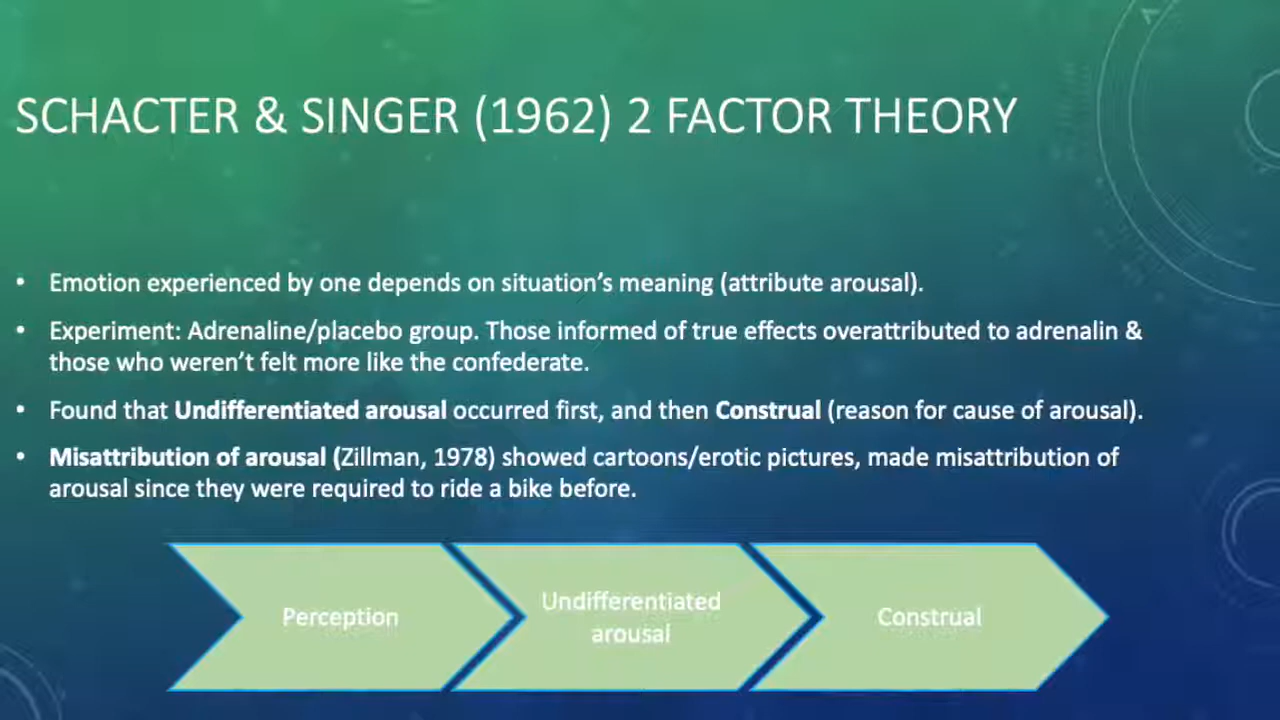 SCHACTER & SINGER (1962) 2 FACTOR THEORY
• Emotion experienced by one depends on situation’s meaning (attribute arousal).
• Experiment: Adrenaline/placebo group. Those informed of true effects overattributed to adrenalin &
those who weren’t felt more like the confederate.
• Found that Undifferentiated arousal occurred first, and then Construal (reason for cause of arousal).
• Misattribution of arousal (Zillman, 1978) showed cartoons/erotic pictures, made misattribution of
arousal since they were required to ride a bike before.
Perception
Undifferentiated
arousal
Construal